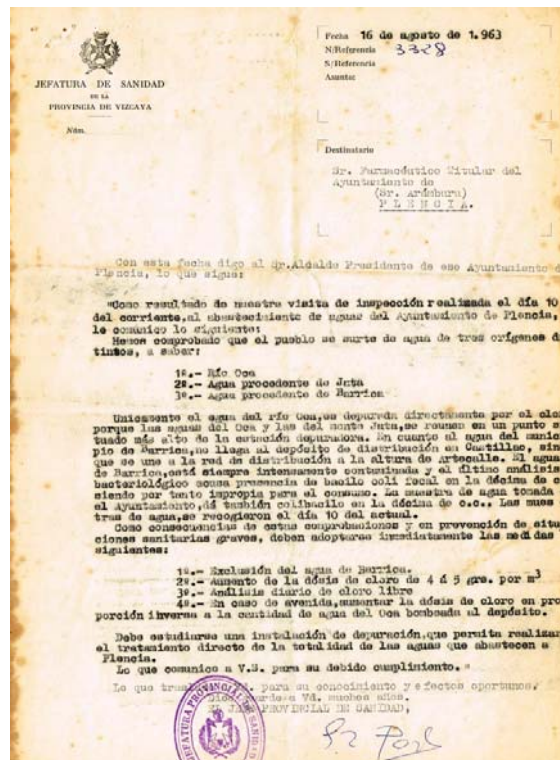 JEFATURA DE SANIDAD
DE LA
PROVINCIA DE VIZCAYA
Núm.
Fecha 16 de agosto de 1.963
N/Referencia 3328
S/Referencia
Asunto:
Destinatario
Sr. Farmacéutico Titular del
Ayuntamiento de
(Sr. Arámburu)
PLENCIA.
Con esta fecha digo al Sr.Alcalde Presidente de ese Ayuntamiento d
Plencia, lo que sigue:
"Como resultado de nuestra visita de inspección realizada el día 10
del corriente,al abastecimiento de aguas del Ayuntamiento de Plencia,
le comunico lo siguiente:
Hemos comprobado que el pueblo se surte de agua de tres orígenes d
tintos, a saber:
1º.- Río Oca
2º.- Agua procedente de Jata
3º.- Agua procedente de Barrica
Unicamente el agua del río Oca,es depurada directamente por el clo
porque las aguas del Oca y las del monte Jata,se reunen en un punto s
tuado más alto de la estación depuradora. En cuanto al agua del muni
pio de Barrica,no llega al depósito de distribución en Castillao, sin
que se une a la red de distribución a la altura de Artecalle. El agua
de Barrica,está siempre intensamente contaminada y el último análisis
bacteriológico acusa presencia de bacilo coli fecal en la décima de c
siendo por tanto impropia para el consumo. La muestra de agua tomada
el Ayuntamiento,dá también colibacilo en la décima de c.c.. Las mues
tras de agua,se recogieron el día 10 del actual.
Como consecuencias de estas comprobaciones y en prevención de situa
ciones sanitarias graves, deben adoptarse inmediatamente las medidas
siguientes:
1º.- Exclusión del agua de Barrica.
2º.- Aumento de la dósis de cloro de 4 á 5 grs. por m3
3º.- Análisis diario de cloro libre
4º.- En caso de avenida,aumentar la dósis de cloro en pro
porción inversa a la cantidad de agua del Oca bombeada al depósito.
Debe estudiarse una instalación de depuración,que permita realizar
el tratamiento directo de la totalidad de las aguas que abastecen a
Plencia.
Lo que comunico a V.S. para su debido cumplimiento."
Lo que Vd. para su conocimiento y efectos oportunos.
a Vd. muchos años.
EL JEFE PROVINCIAL DE SANIDAD,
JEFATURA PROVINCIAL DE SANIDAD